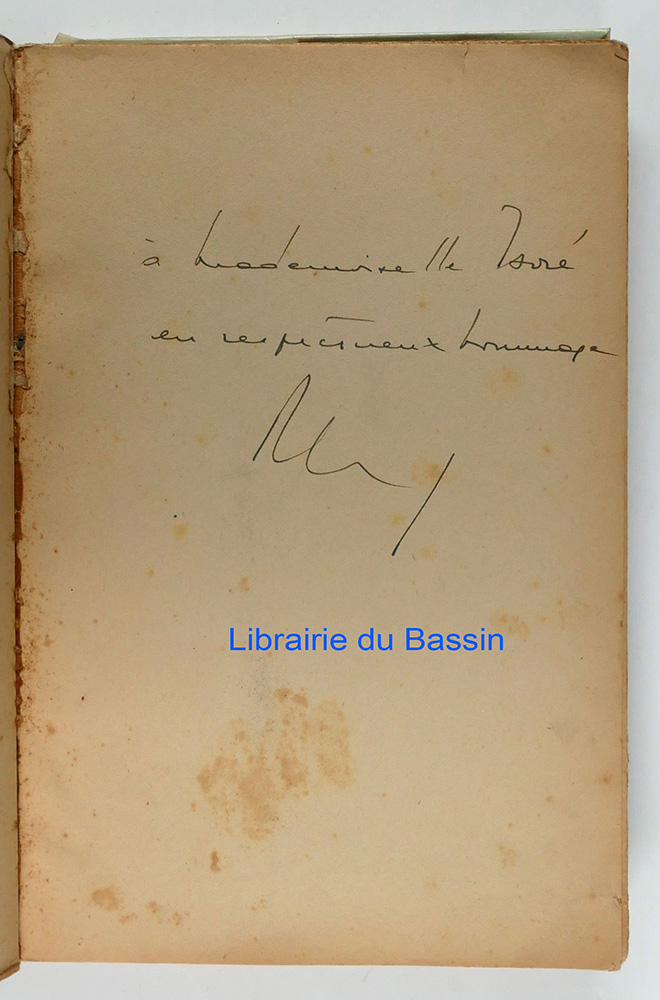 à Mademoiselle Isoré
en respectueux hommage
Librairie du Bassin